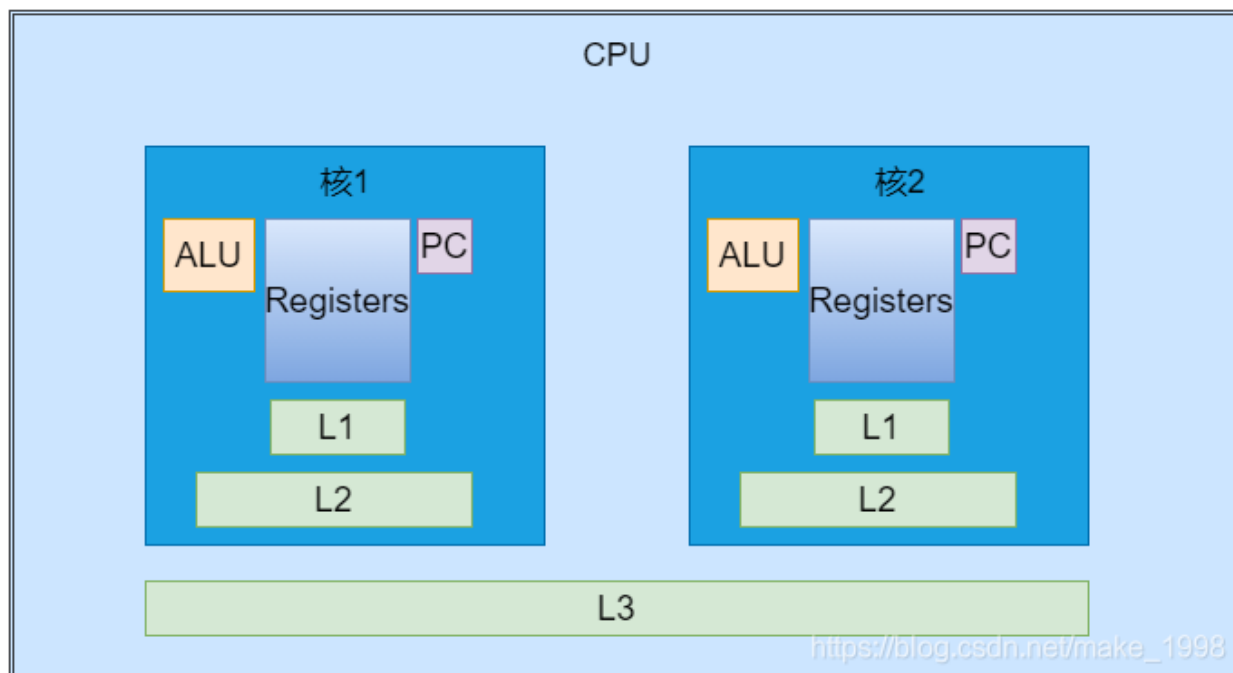 CPU
核1
ALU
Registers
PC
L1
L2
核2
ALU
Registers
PC
L1
L2
L3
https://blog.csdn.net/make_1998